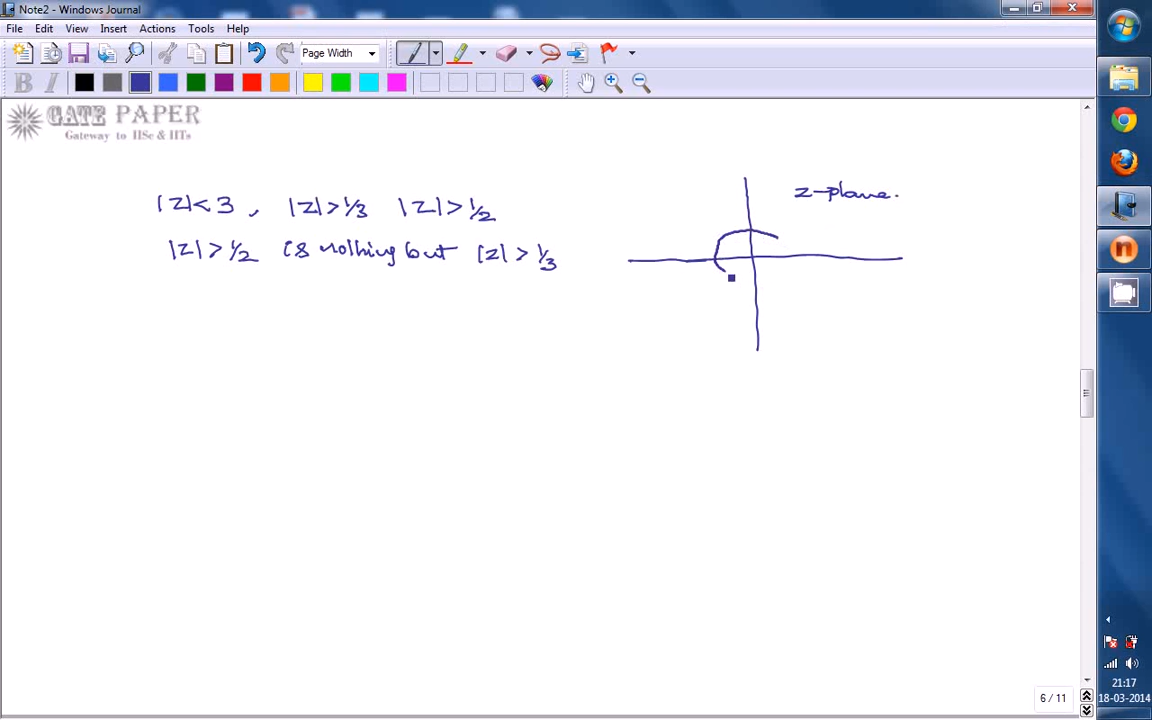 Note2 - Windows Journal
File Edit View Insert Actions Tools Help
Page Width
B I
GATE PAPER
Gateway to IISc & IITs
z-plane.
|z|<3, |z|>1/3 |z|>1/2
|z|>1/2 is nothing but |z|>1/3
6 / 11
21:17
18-03-2014